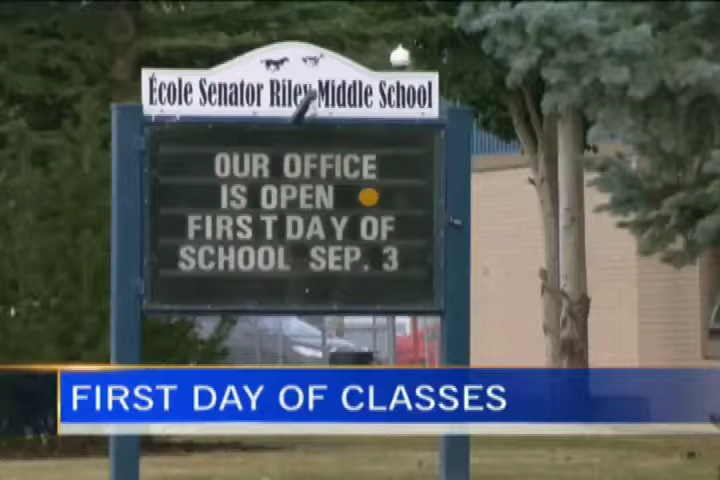 École Senator Riley Middle School
OUR OFFICE
IS OPEN
FIRST DAY OF
SCHOOL SEP. 3
FIRST DAY OF CLASSES